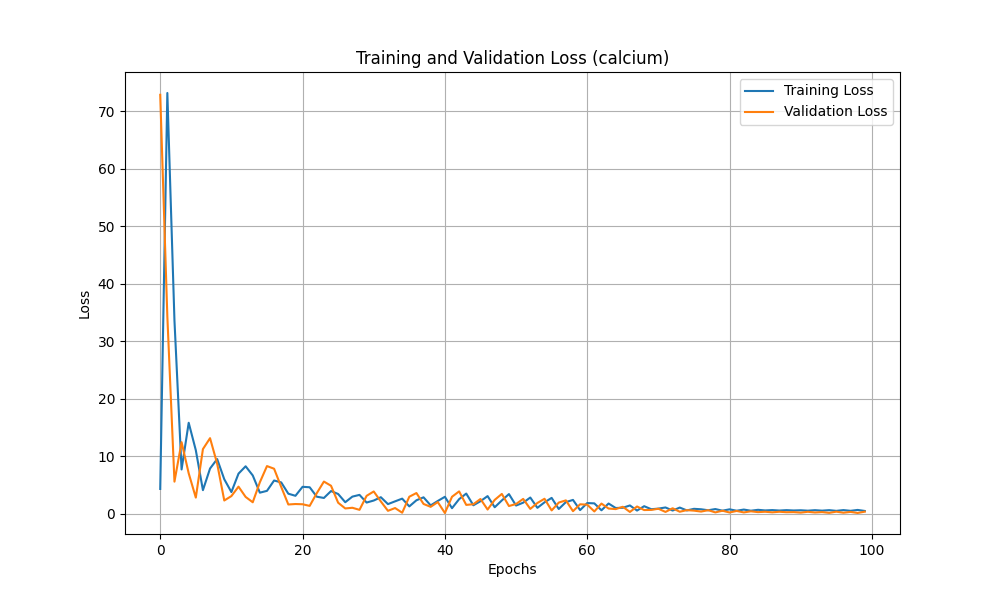 Training and Validation Loss (calcium)
Training Loss
Validation Loss
70
60
50
40
30
20
10
0
Loss
0 20 40 60 80 100
Epochs